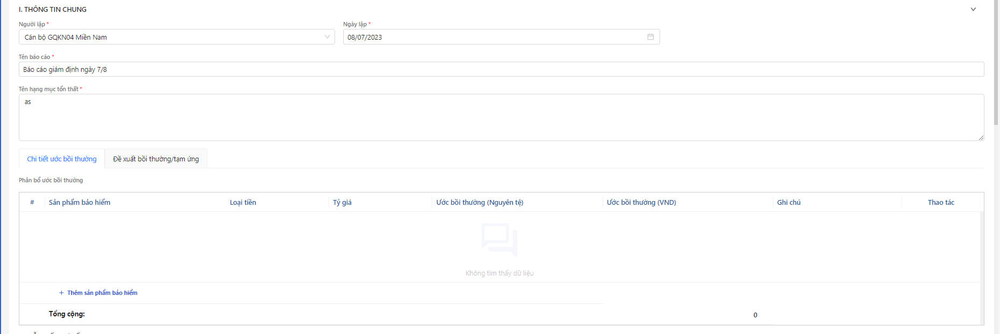 I. THÔNG TIN CHUNG
Người lập * Ngày lập *
Cán bộ GQKN04 Miền Nam 08/07/2023
Tên báo cáo *
Báo cáo giám định ngày 7/8
Tên hạng mục tổn thất *
as
Chi tiết ước bồi thường Đề xuất bồi thường/tạm ứng
Phân bổ ước bồi thường
# Sản phẩm bảo hiểm Loại tiền Tỷ giá Ước bồi thường (Nguyên tệ) Ước bồi thường (VND) Ghi chú Thao tác
Không tìm thấy dữ liệu
+ Thêm sản phẩm bảo hiểm
Tổng cộng: 0